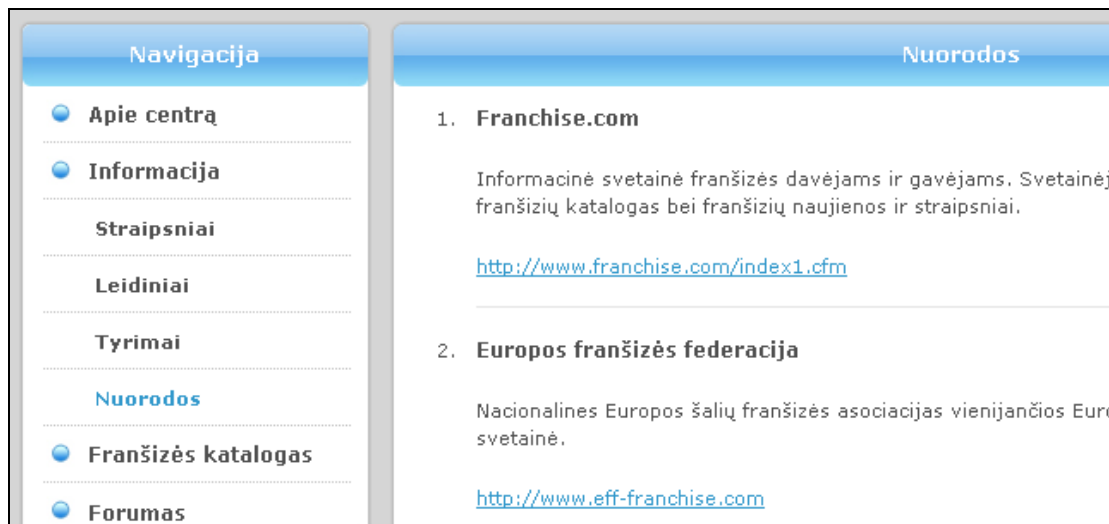 Navigacija
Apie centrą
Informacija
Straipsniai
Leidiniai
Tyrimai
Nuorodos
Franšizės katalogas
Forumas
Nuorodos
1. Franchise.com
Informacinė svetainė franšizės davėjams ir gavėjams.
franšizių katalogas bei franšizių naujienos ir straipsniai.
http://www.franchise.com/index1.cfm
2. Europos franšizės federacija
Nacionalines Europos šalių franšizės asociacijas vienijančios
svetainė.
http://www.eff-franchise.com